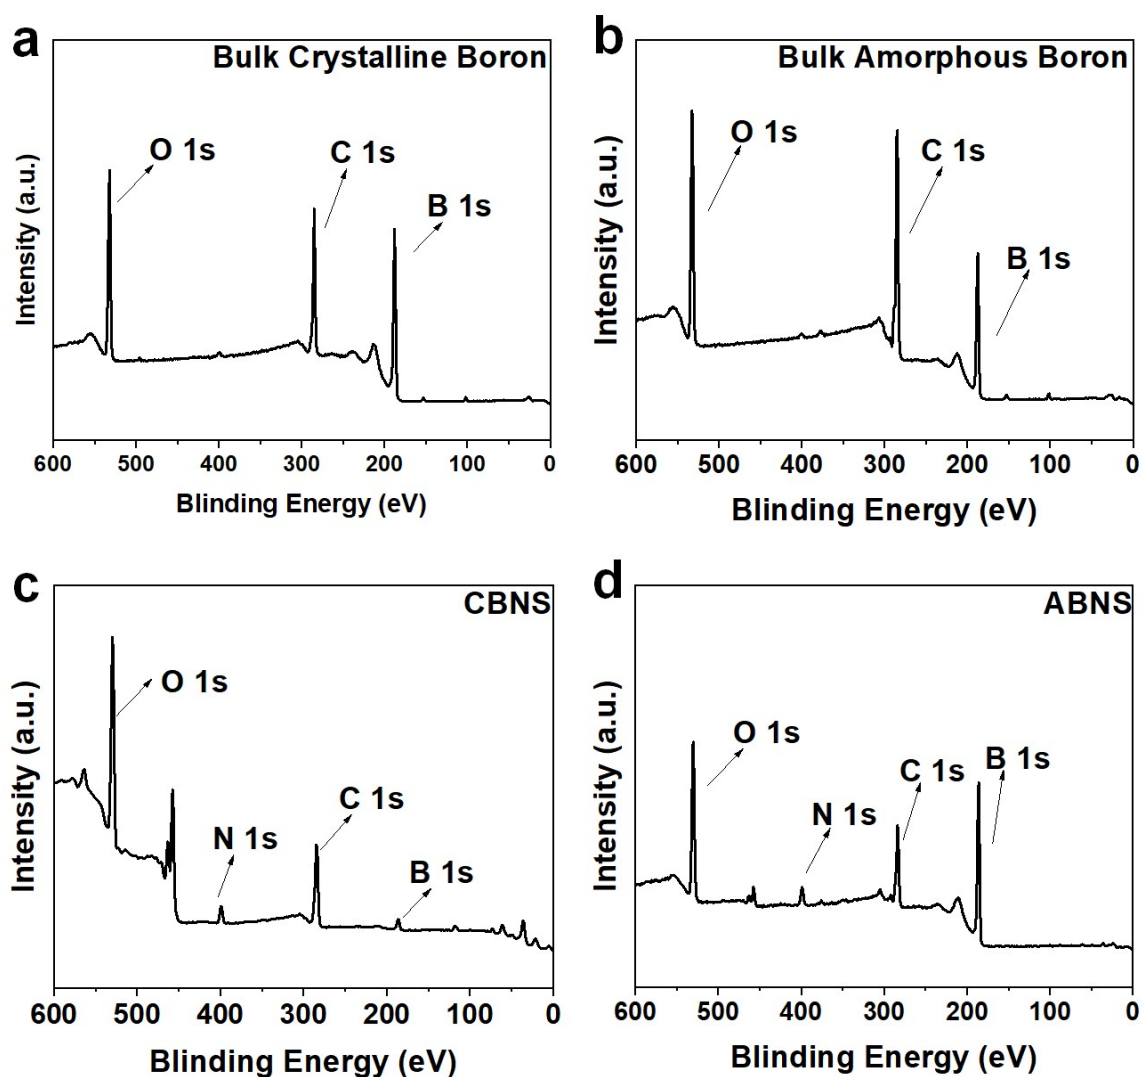 a
Bulk Crystalline Boron
O 1s
C 1s
B 1s
Intensity (a.u.)
600 500 400 300 200 100 0
Blinding Energy (eV)
b
Bulk Amorphous Boron
O 1s
C 1s
B 1s
Intensity (a.u.)
600 500 400 300 200 100 0
Blinding Energy (eV)
c
CBNS
O 1s
N 1s
C 1s
B 1s
Intensity (a.u.)
600 500 400 300 200 100 0
Blinding Energy (eV)
d
ABNS
O 1s
N 1s
C 1s
B 1s
Intensity (a.u.)
600 500 400 300 200 100 0
Blinding Energy (eV)